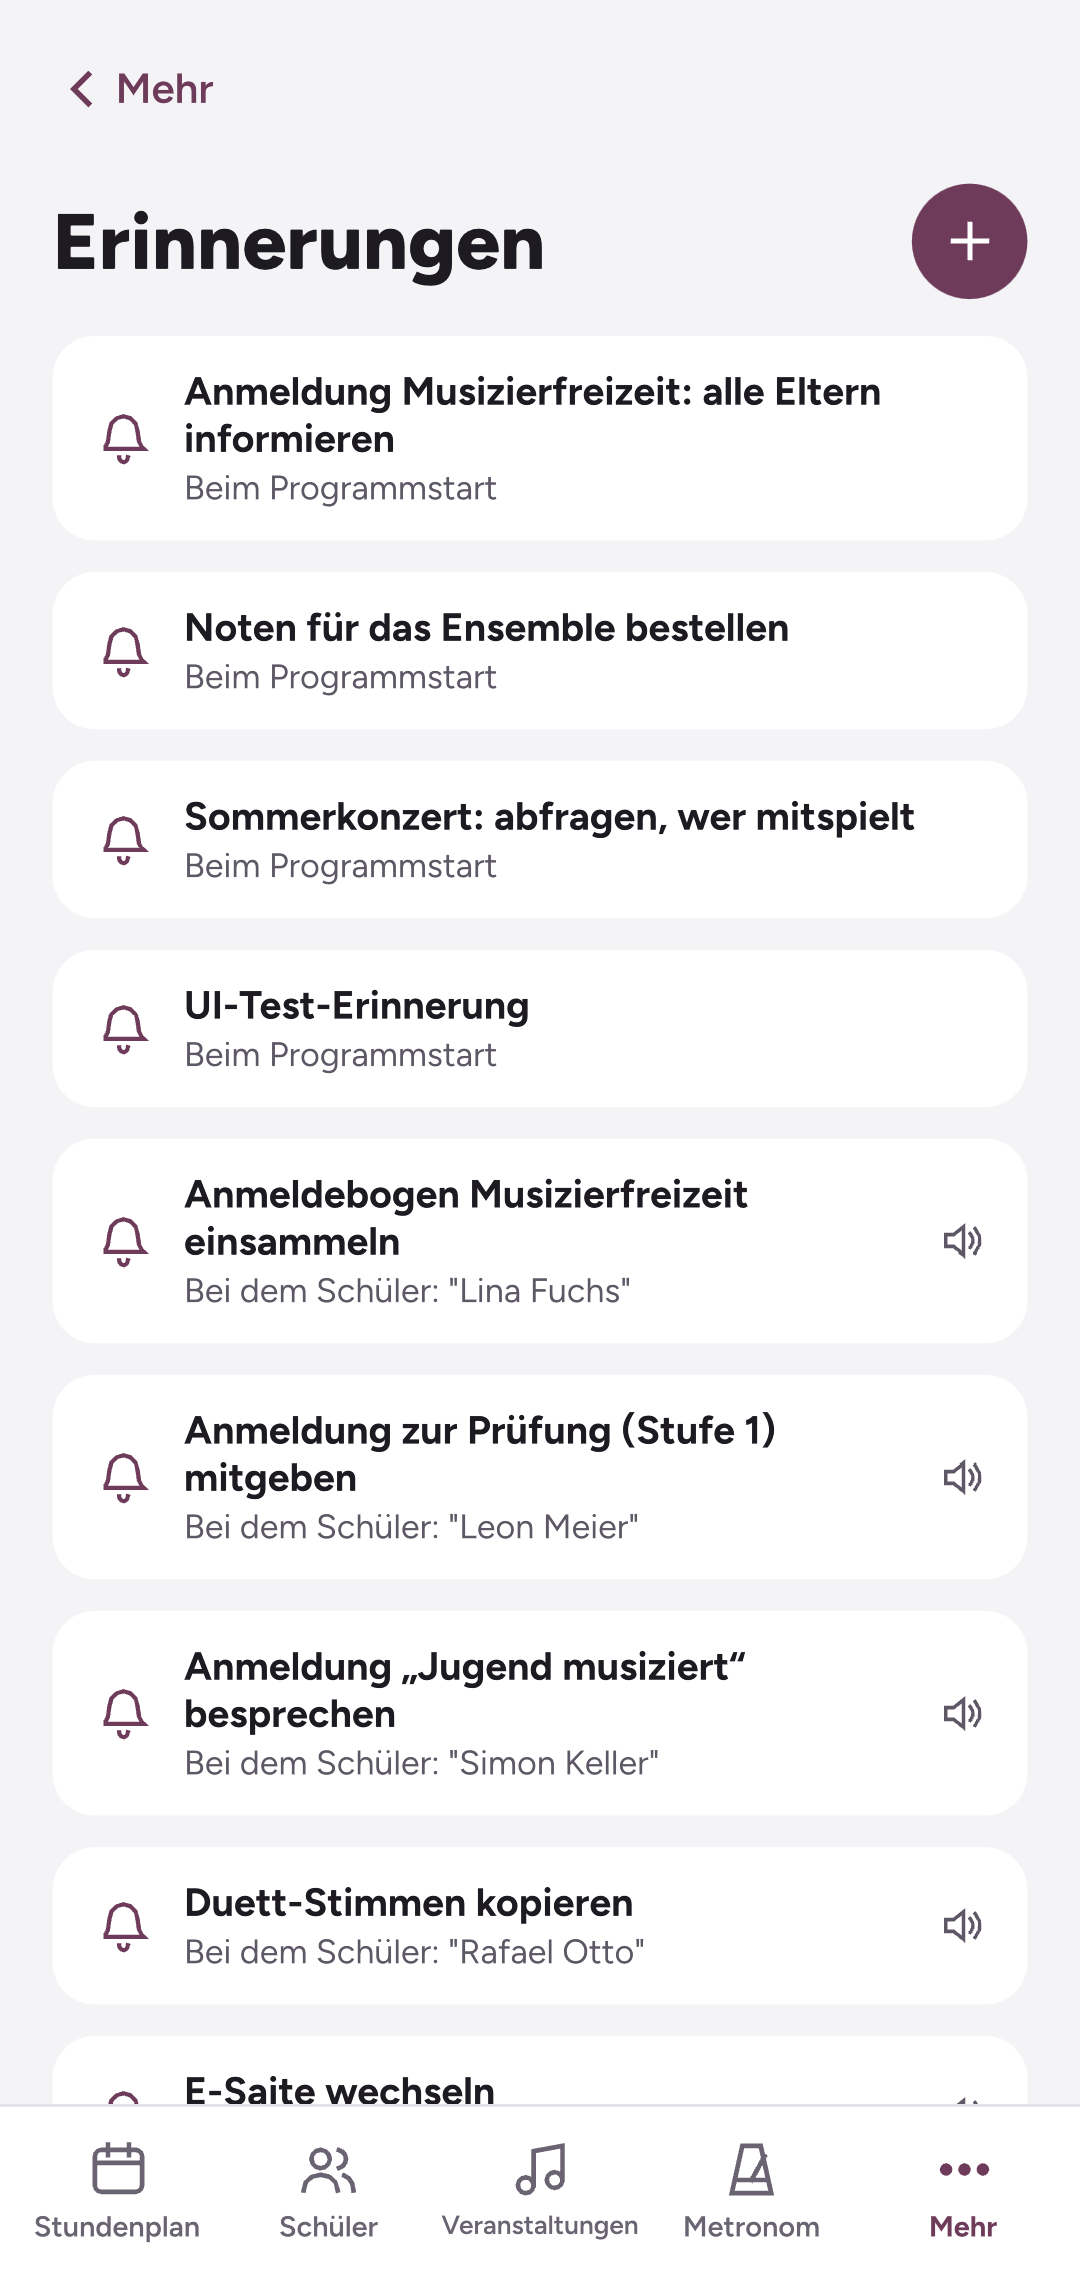 Mehr
Erinnerungen
Anmeldung Musizierfreizeit: alle Eltern
informieren
Beim Programmstart
Noten für das Ensemble bestellen
Beim Programmstart
Sommerkonzert: abfragen, wer mitspielt
Beim Programmstart
UI-Test-Erinnerung
Beim Programmstart
Anmeldebogen Musizierfreizeit
einsammeln
Bei dem Schüler: "Lina Fuchs"
Anmeldung zur Prüfung (Stufe 1)
mitgeben
Bei dem Schüler: "Leon Meier"
Anmeldung „Jugend musiziert“
besprechen
Bei dem Schüler: "Simon Keller"
Duett-Stimmen kopieren
Bei dem Schüler: "Rafael Otto"
E-Saite wechseln
Stundenplan
Schüler
Veranstaltungen
Metronom
Mehr